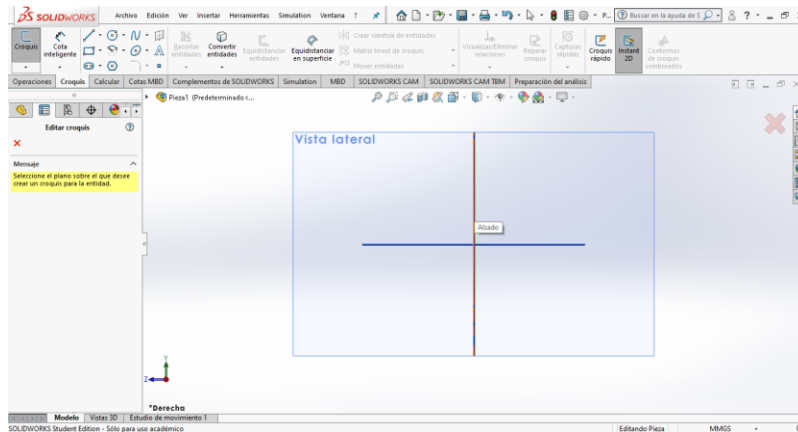 SOLIDWORKS Archivo Edición Ver Insertar Herramientas Simulation Ventana ? P... Buscar en la ayuda de S
Croquis
Cota inteligente
Recortar entidades
Convertir entidades
Equidistanciar entidades
Equidistanciar en superficie
Crear simetría de entidades
Matriz lineal de croquis
Mover entidades
Visualizar/Eliminar relaciones
Reparar croquis
Capturas rápidas
Croquis rápido
Instant 2D
Contornos de croquis sombreados
Operaciones Croquis Calcular Cotas MBD Complementos de SOLIDWORKS Simulation MBD SOLIDWORKS CAM SOLIDWORKS CAM TBM Preparación del análisis
Pieza1 (Predeterminado<...
Editar croquis
Mensaje
Seleccione el plano sobre el que desee
crear un croquis para la entidad.
Vista lateral
Alzado
Y
Z
*Derecha
Modelo Vistas 3D Estudio de movimiento 1
SOLIDWORKS Student Edition - Sólo para uso académico Editando Pieza MMGS